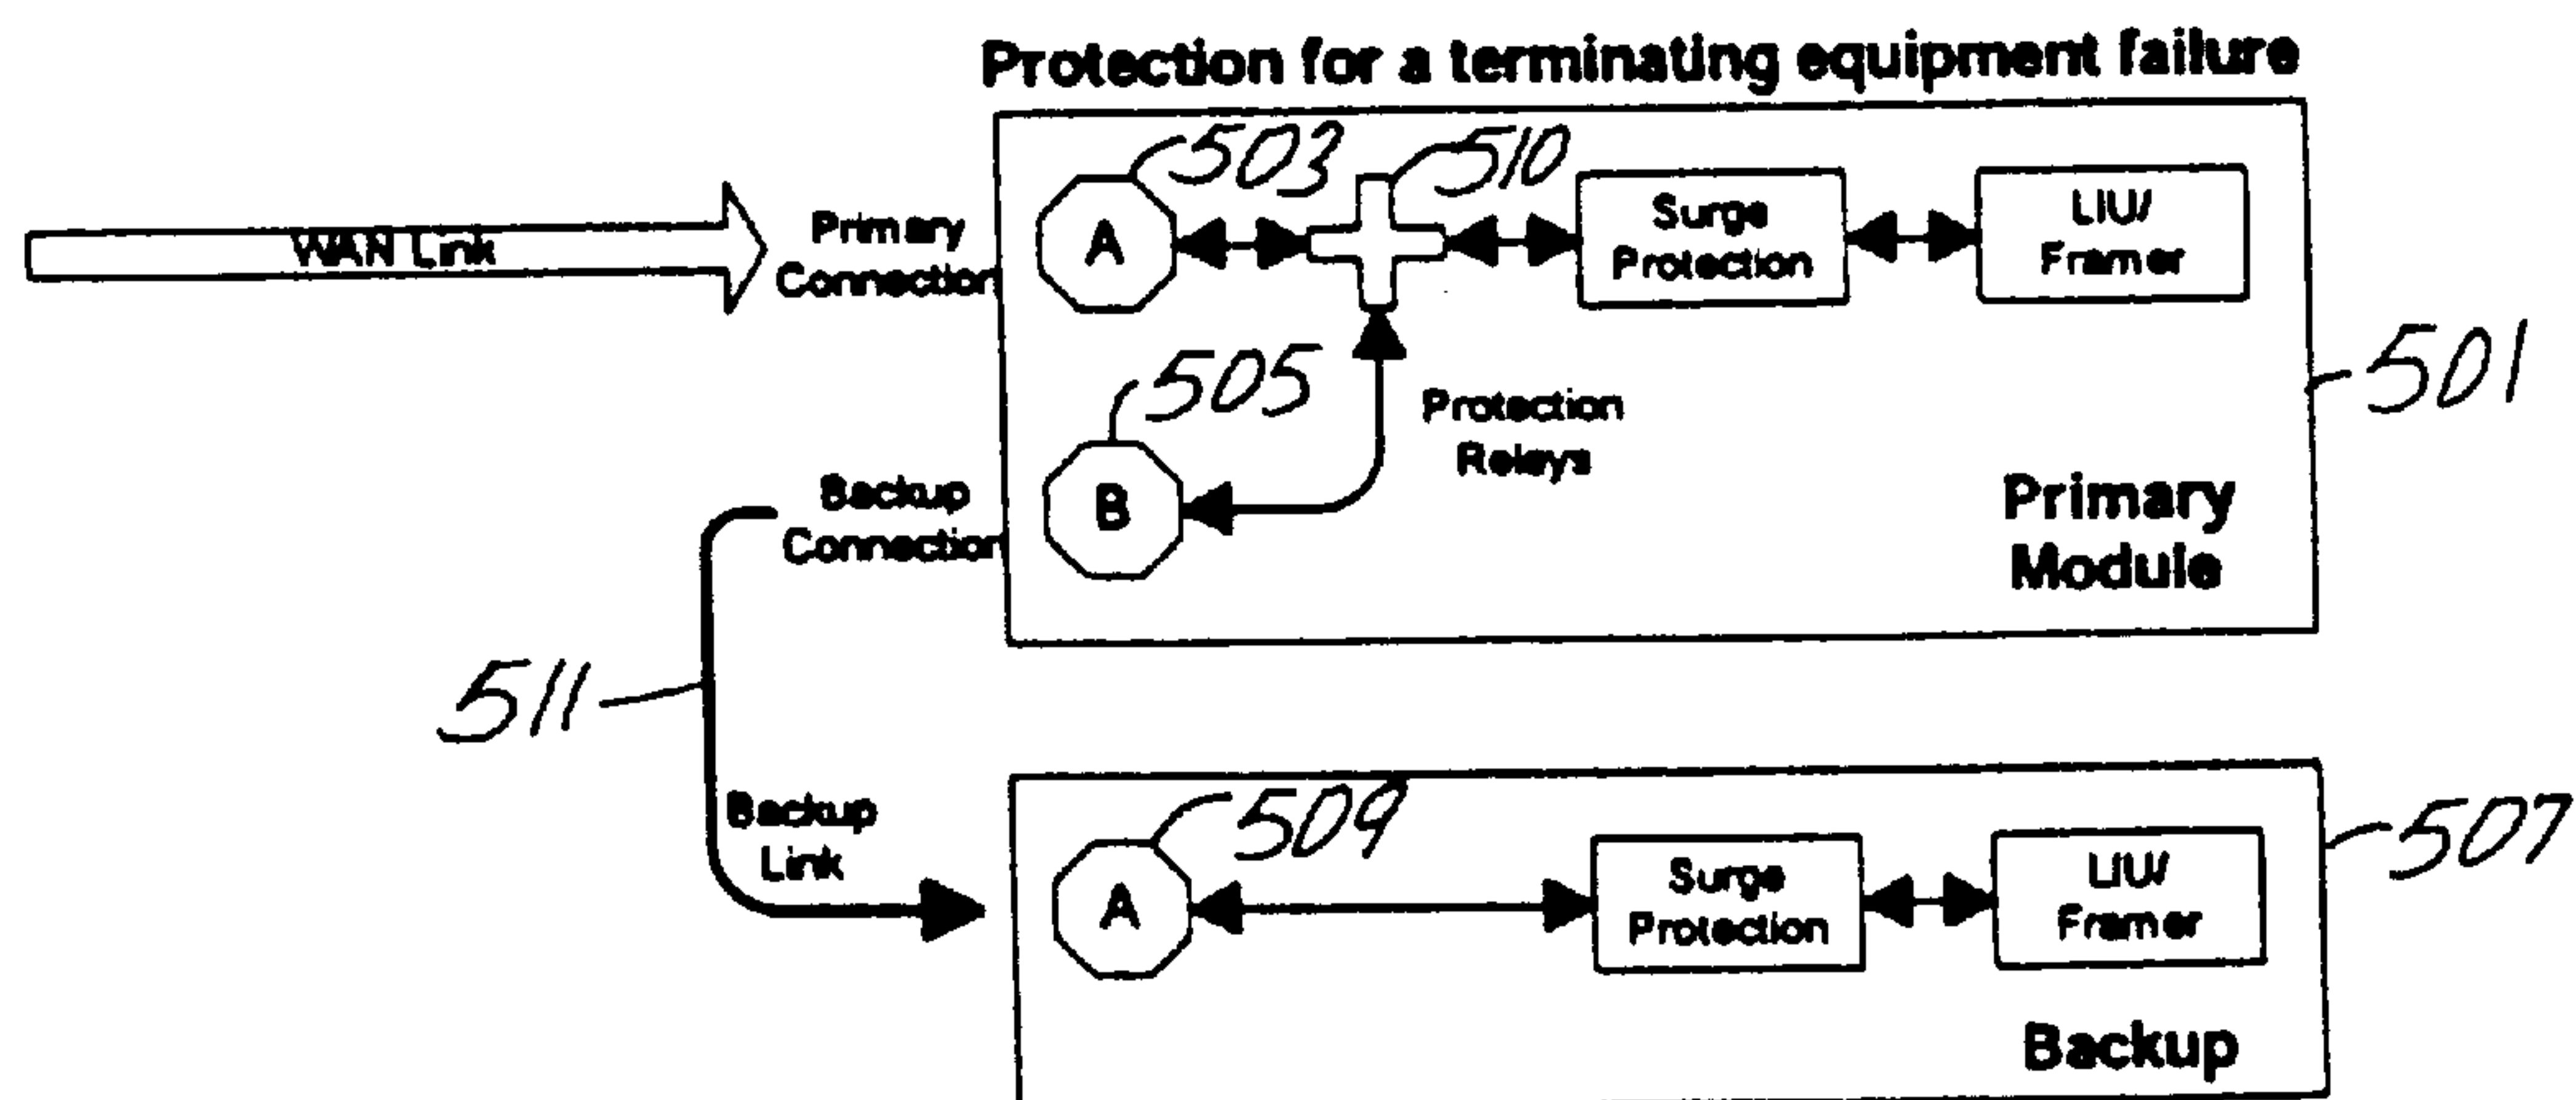 Protection for a terminating equipment failure
503
510
WAN Link
Primary
Connection
A
Surge
Protection
LIU/
Framer
505
501
Protection
Relays
Backup
Connection
B
Primary
Module
511
Backup
Link
509
507
A
Surge
Protection
LIU/
Framer
Backup